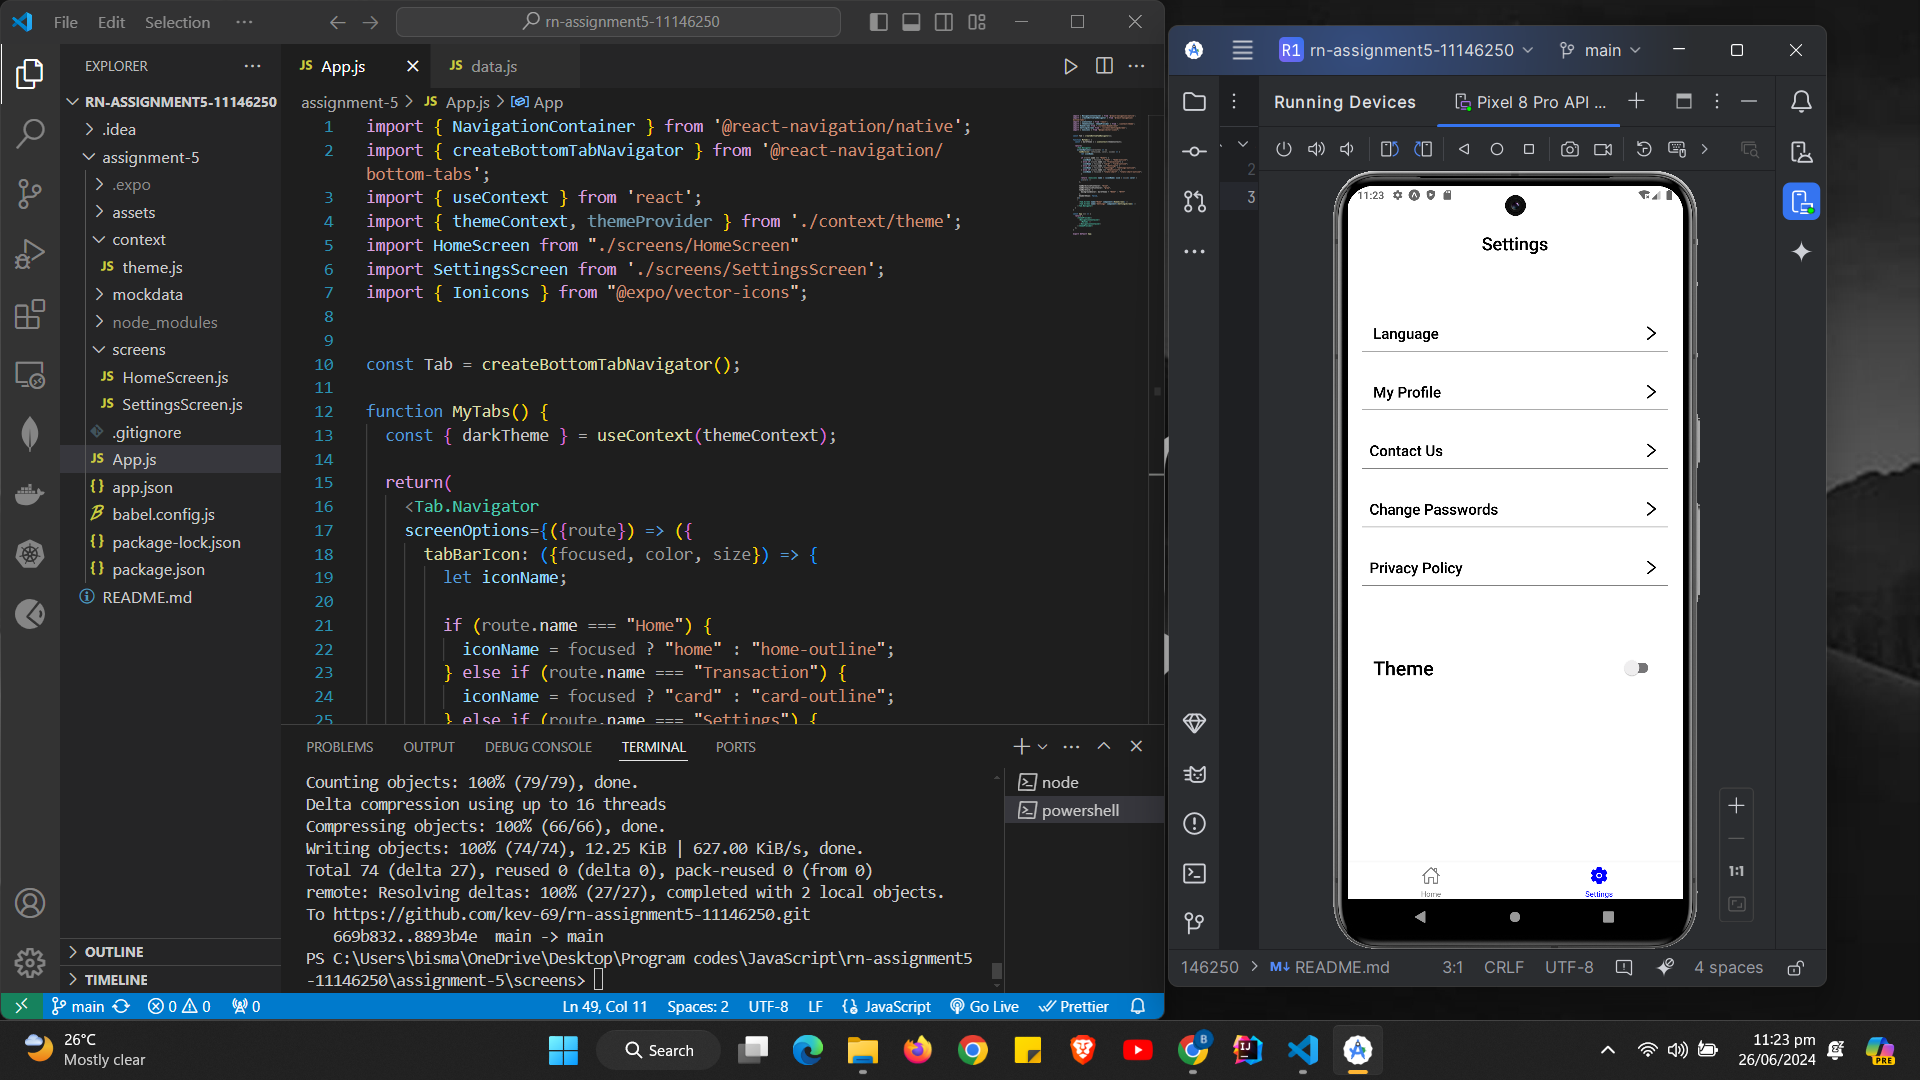 File Edit Selection ···
rn-assignment5-11146250
EXPLORER
RN-ASSIGNMENT5-11146250
.idea
assignment-5
.expo
assets
context
JS theme.js
mockdata
node_modules
screens
JS HomeScreen.js
JS SettingsScreen.js
.gitignore
JS App.js
{} app.json
babel.config.js
{} package-lock.json
{} package.json
README.md
OUTLINE
TIMELINE
JS App.js
JS data.js
assignment-5 > JS App.js > App
1 import { NavigationContainer } from '@react-navigation/native';
2 import { createBottomTabNavigator } from '@react-navigation/
bottom-tabs';
3 import { useContext } from 'react';
4 import { themeContext, themeProvider } from './context/theme';
5 import HomeScreen from "./screens/HomeScreen"
6 import SettingsScreen from './screens/SettingsScreen';
7 import { Ionicons } from "@expo/vector-icons";
8
9
10 const Tab = createBottomTabNavigator();
11
12 function MyTabs() {
13 const { darkTheme } = useContext(themeContext);
14
15 return(
16 <Tab.Navigator
17 screenOptions={({route}) => ({
18 tabBarIcon: ({focused, color, size}) => {
19 let iconName;
20
21 if (route.name === "Home") {
22 iconName = focused ? "home" : "home-outline";
23 } else if (route.name === "Transaction") {
24 iconName = focused ? "card" : "card-outline";
25 } else if (route.name === "Settings") {
PROBLEMS OUTPUT DEBUG CONSOLE TERMINAL PORTS
Counting objects: 100% (79/79), done.
Delta compression using up to 16 threads
Compressing objects: 100% (66/66), done.
Writing objects: 100% (74/74), 12.25 KiB | 627.00 KiB/s, done.
Total 74 (delta 27), reused 0 (delta 0), pack-reused 0 (from 0)
remote: Resolving deltas: 100% (27/27), completed with 2 local objects.
To https://github.com/kev-69/rn-assignment5-11146250.git
669b832..8893b4e main -> main
PS C:\Users\bisma\OneDrive\Desktop\Program codes\JavaScript\rn-assignment5
-11146250\assignment-5\screens>
node
powershell
main 0 0 0 Ln 49, Col 11 Spaces: 2 UTF-8 LF {} JavaScript Go Live Prettier
R1 rn-assignment5-11146250 main
Running Devices
Pixel 8 Pro API ...
2
3
11:23
Settings
Language
My Profile
Contact Us
Change Passwords
Privacy Policy
Theme
Home
Settings
1:1
146250 > M↓ README.md 3:1 CRLF UTF-8 4 spaces
26°C
Mostly clear
Search
B
IJ
11:23 pm
26/06/2024
PRE